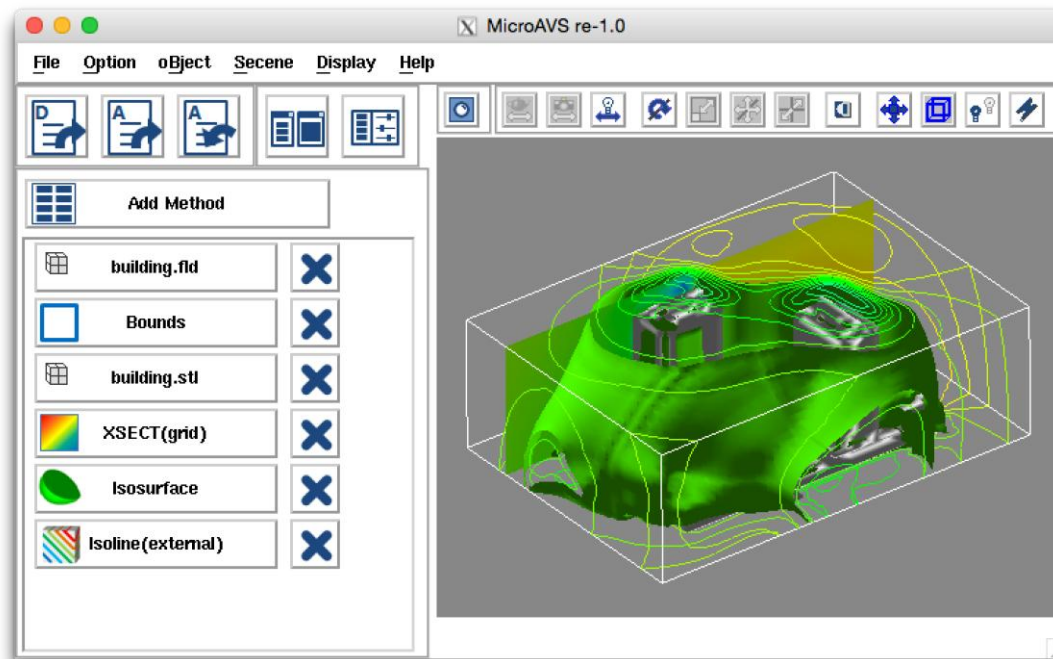 MicroAVS re-1.0
File Option oBject Secene Display Help
D A A
Add Method
building.fld
Bounds
building.stl
XSECT(grid)
Isosurface
Isoline(external)